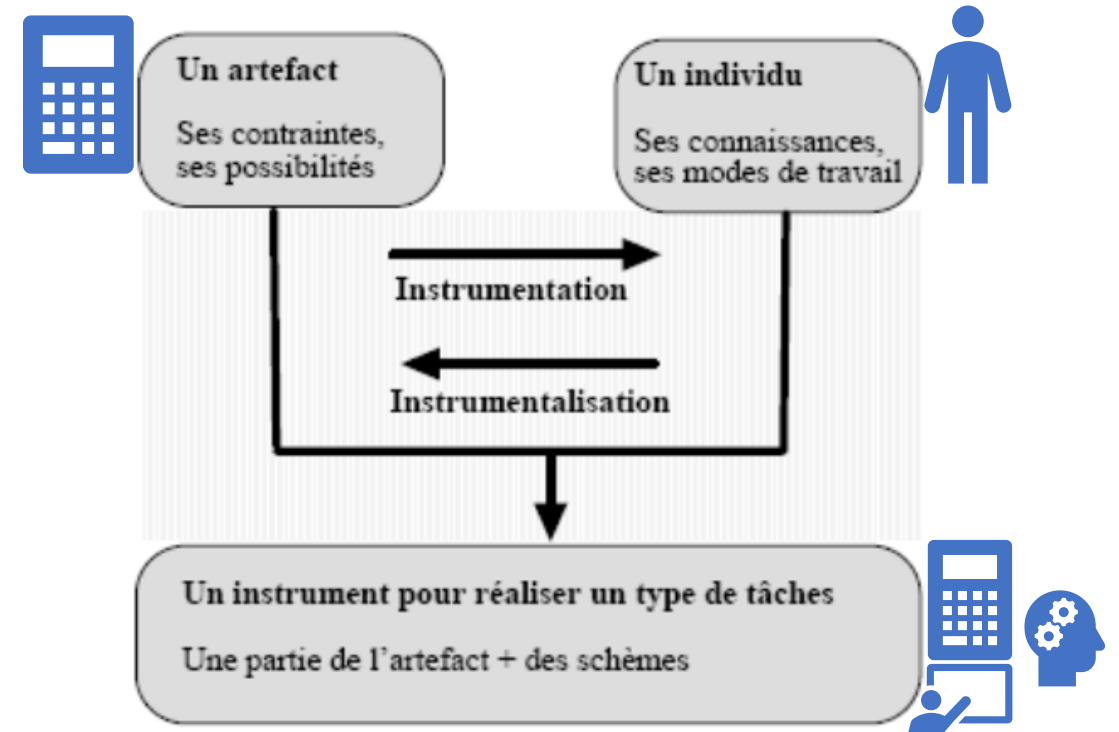 Un artefact
Ses contraintes,
ses possibilités
Un individu
Ses connaissances,
ses modes de travail
Instrumentation
Instrumentalisation
Un instrument pour réaliser un type de tâches
Une partie de l'artefact + des schèmes